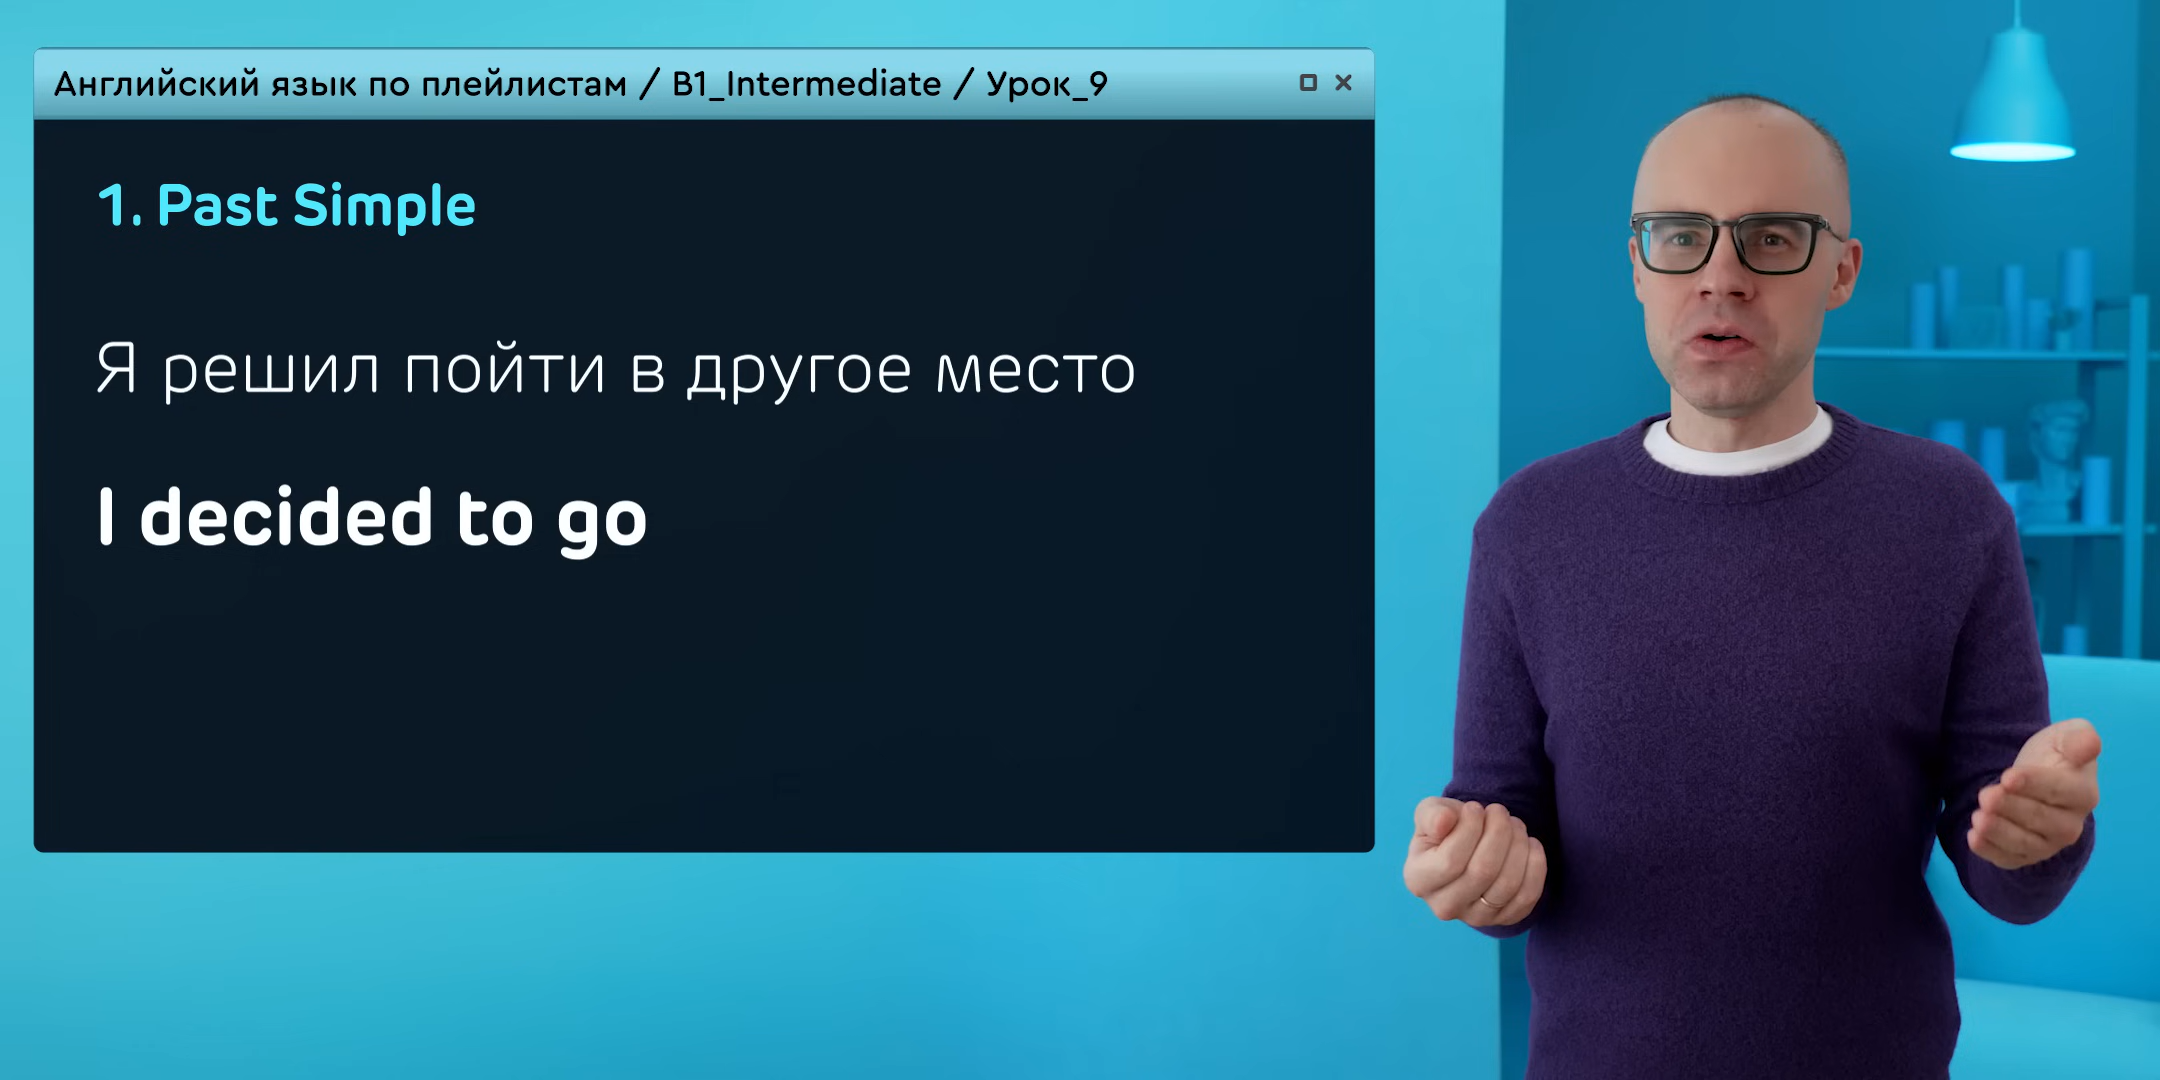 Английский язык по плейлистам / B1_Intermediate / Урок_9
1. Past Simple
Я решил пойти в другое место
I decided to go